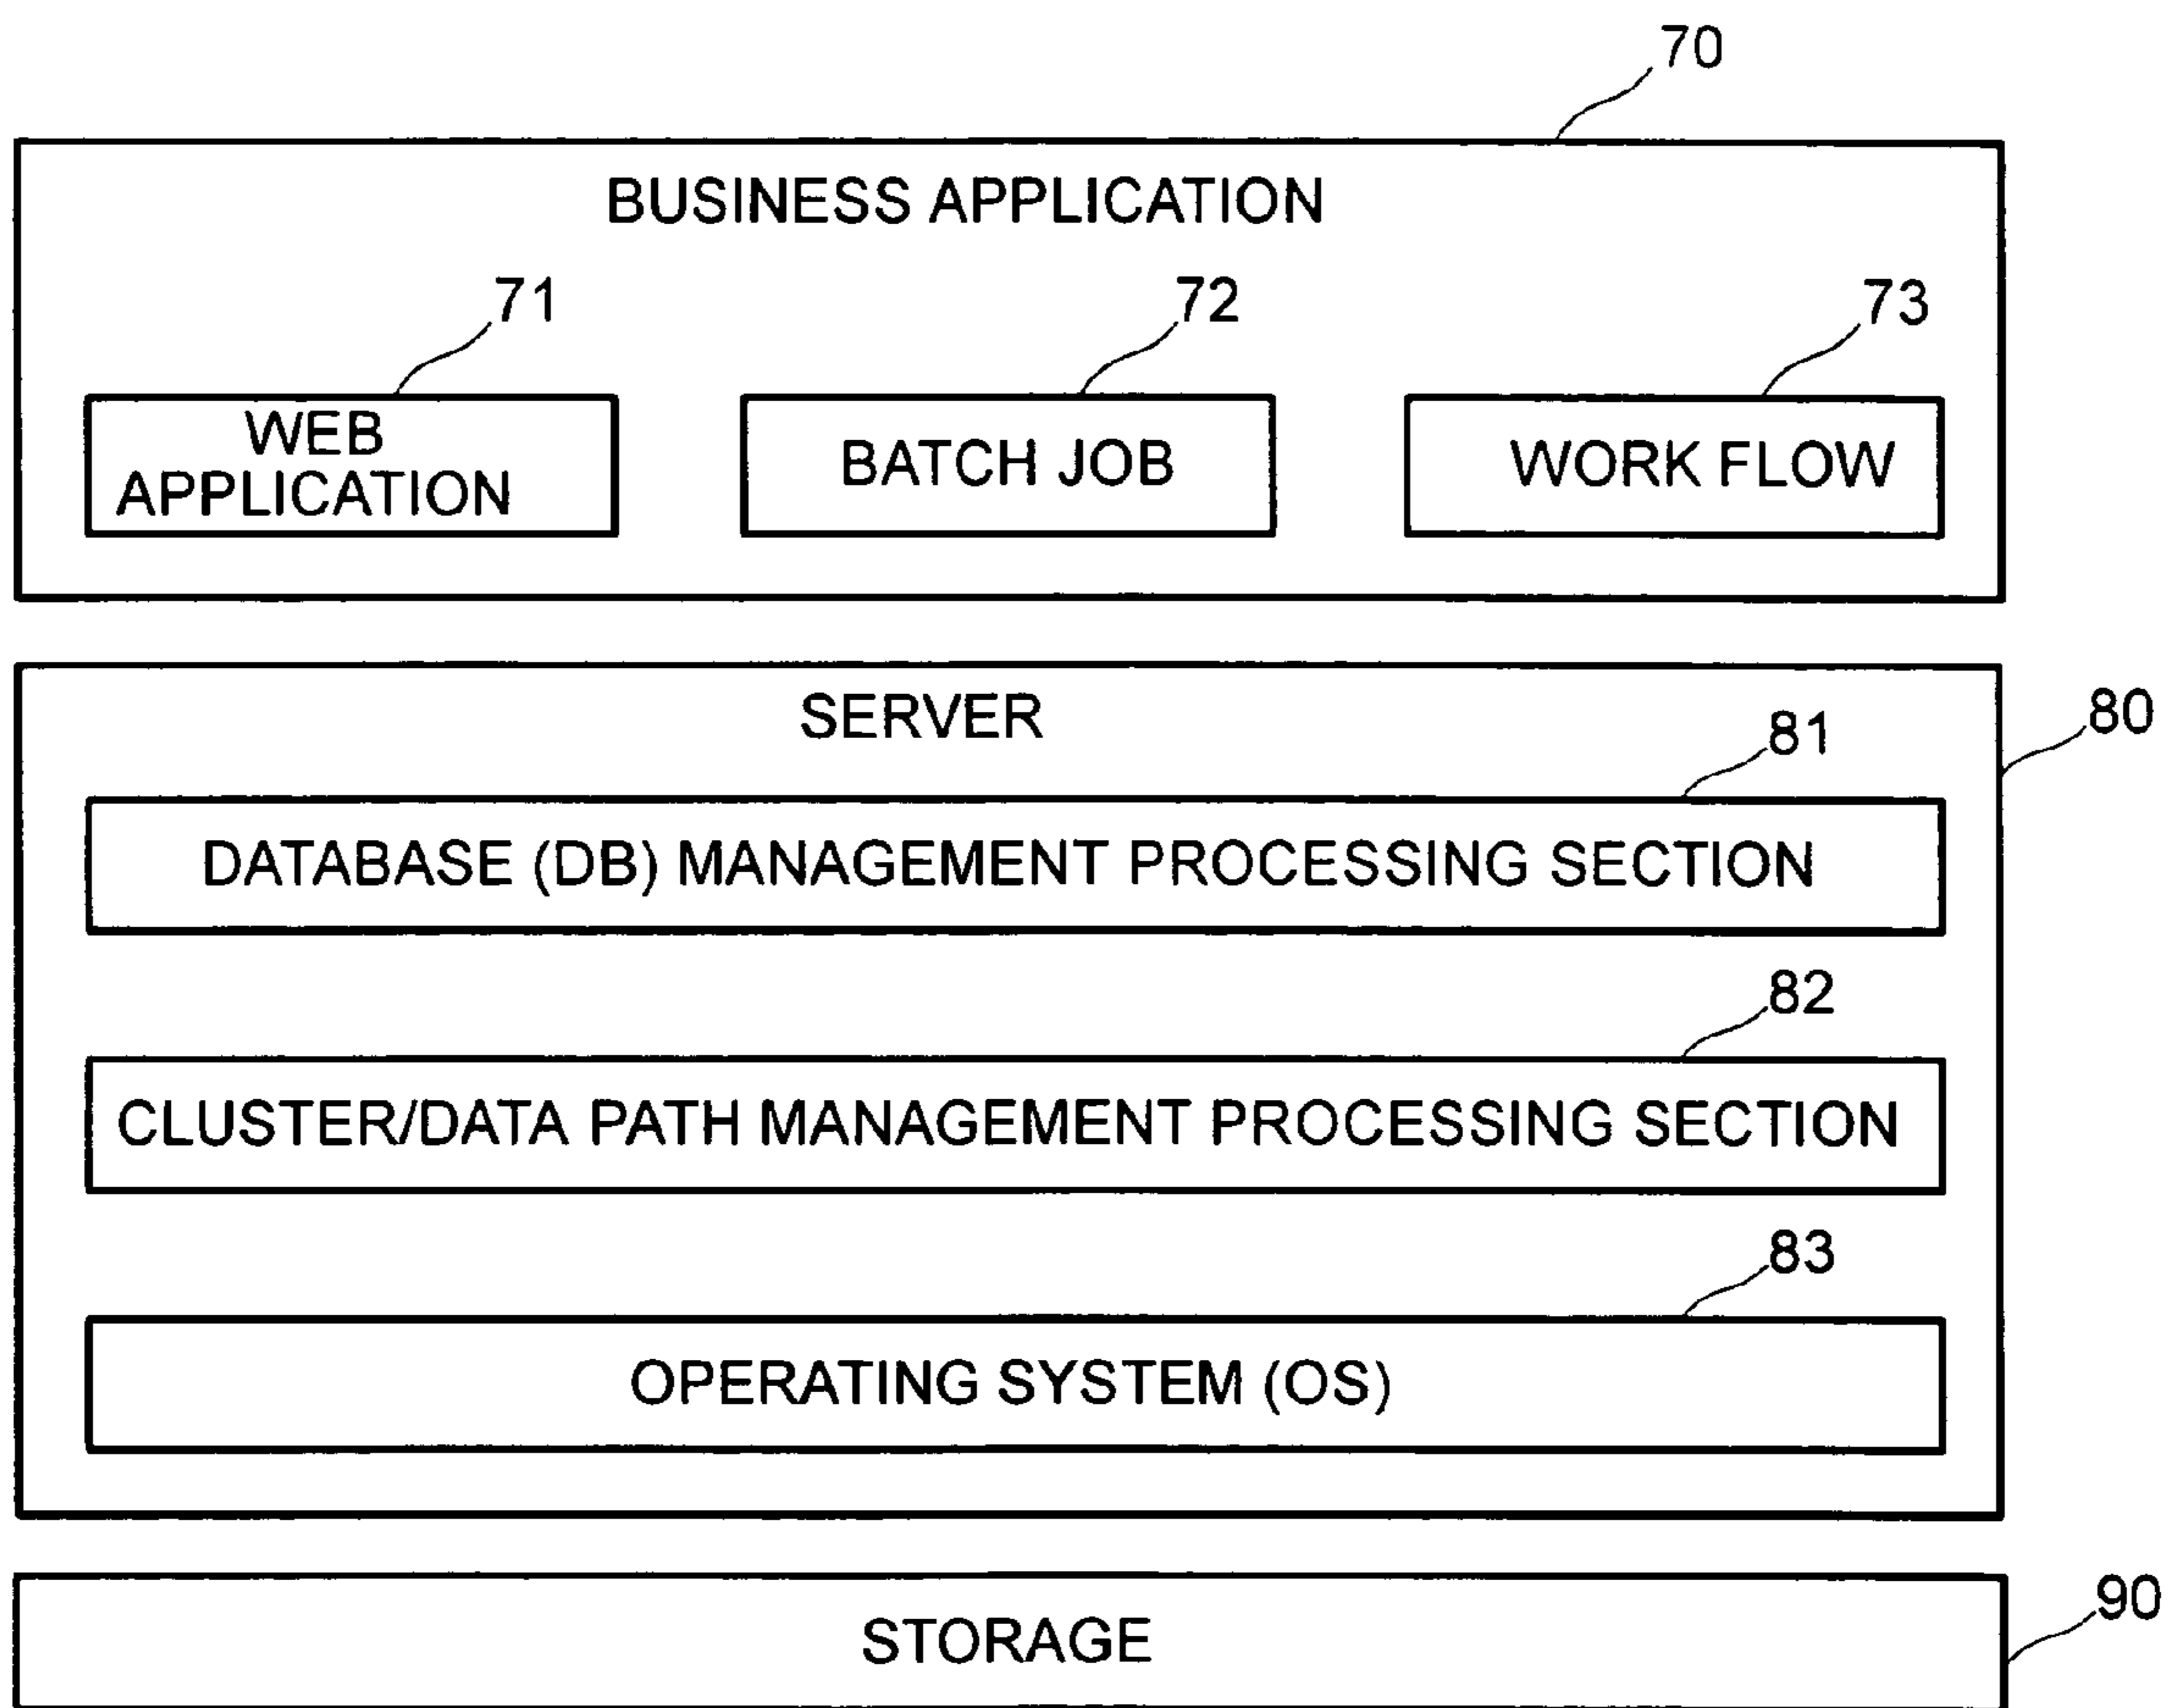 70
BUSINESS APPLICATION
71
72
73
WEB
APPLICATION
BATCH JOB
WORK FLOW
SERVER
80
81
DATABASE (DB) MANAGEMENT PROCESSING SECTION
82
CLUSTER/DATA PATH MANAGEMENT PROCESSING SECTION
83
OPERATING SYSTEM (OS)
90
STORAGE